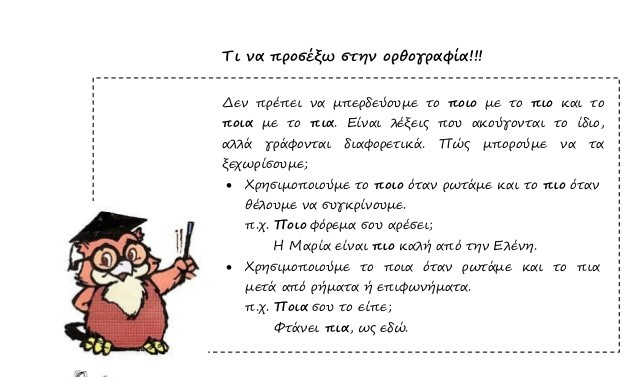 Τι να προσέξω στην ορθογραφία!!!
Δεν πρέπει να μπερδεύουμε το ποιο με το πιο και το
ποια με το πια. Είναι λέξεις που ακούγονται το ίδιο,
αλλά γράφονται διαφορετικά. Πώς μπορούμε να τα
ξεχωρίσουμε;
• Χρησιμοποιούμε το ποιο όταν ρωτάμε και το πιο όταν
θέλουμε να συγκρίνουμε.
π.χ. Ποιο φόρεμα σου αρέσει;
Η Μαρία είναι πιο καλή από την Ελένη.
• Χρησιμοποιούμε το ποια όταν ρωτάμε και το πια
μετά από ρήματα ή επιφωνήματα.
π.χ. Ποια σου το είπε;
Φτάνει πια, ως εδώ.